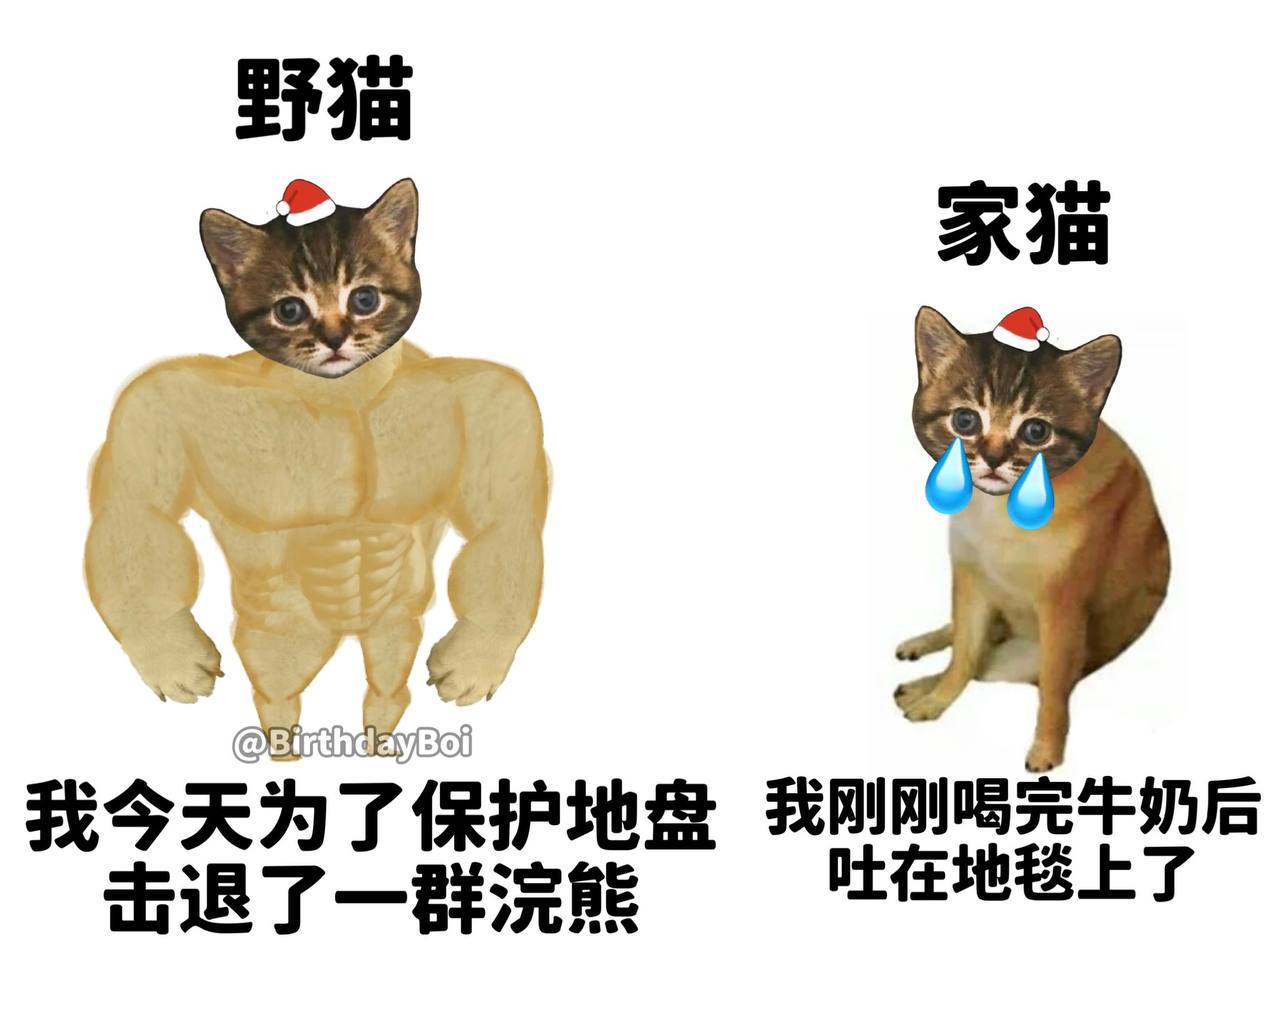 野猫
家猫
@BirthdayBoi
我今天为了保护地盘
击退了一群浣熊
我刚刚喝完牛奶后
吐在地毯上了